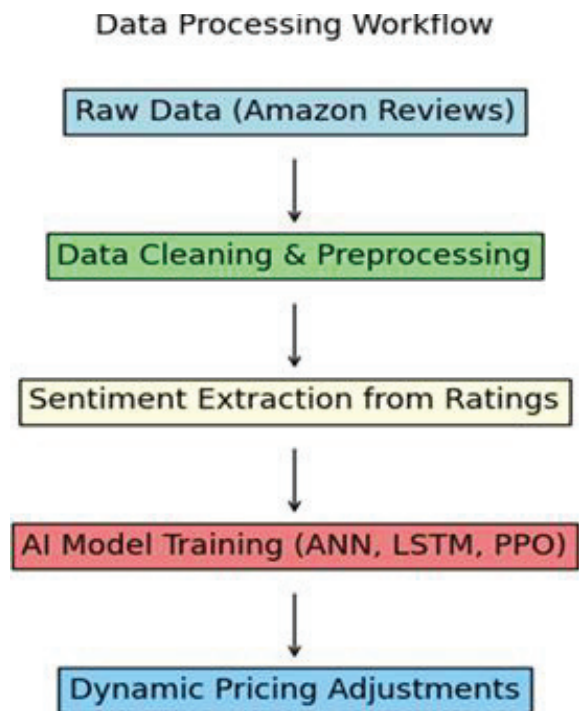 Data Processing Workflow
Raw Data (Amazon Reviews)
Data Cleaning & Preprocessing
Sentiment Extraction from Ratings
AI Model Training (ANN, LSTM, PPO)
Dynamic Pricing Adjustments